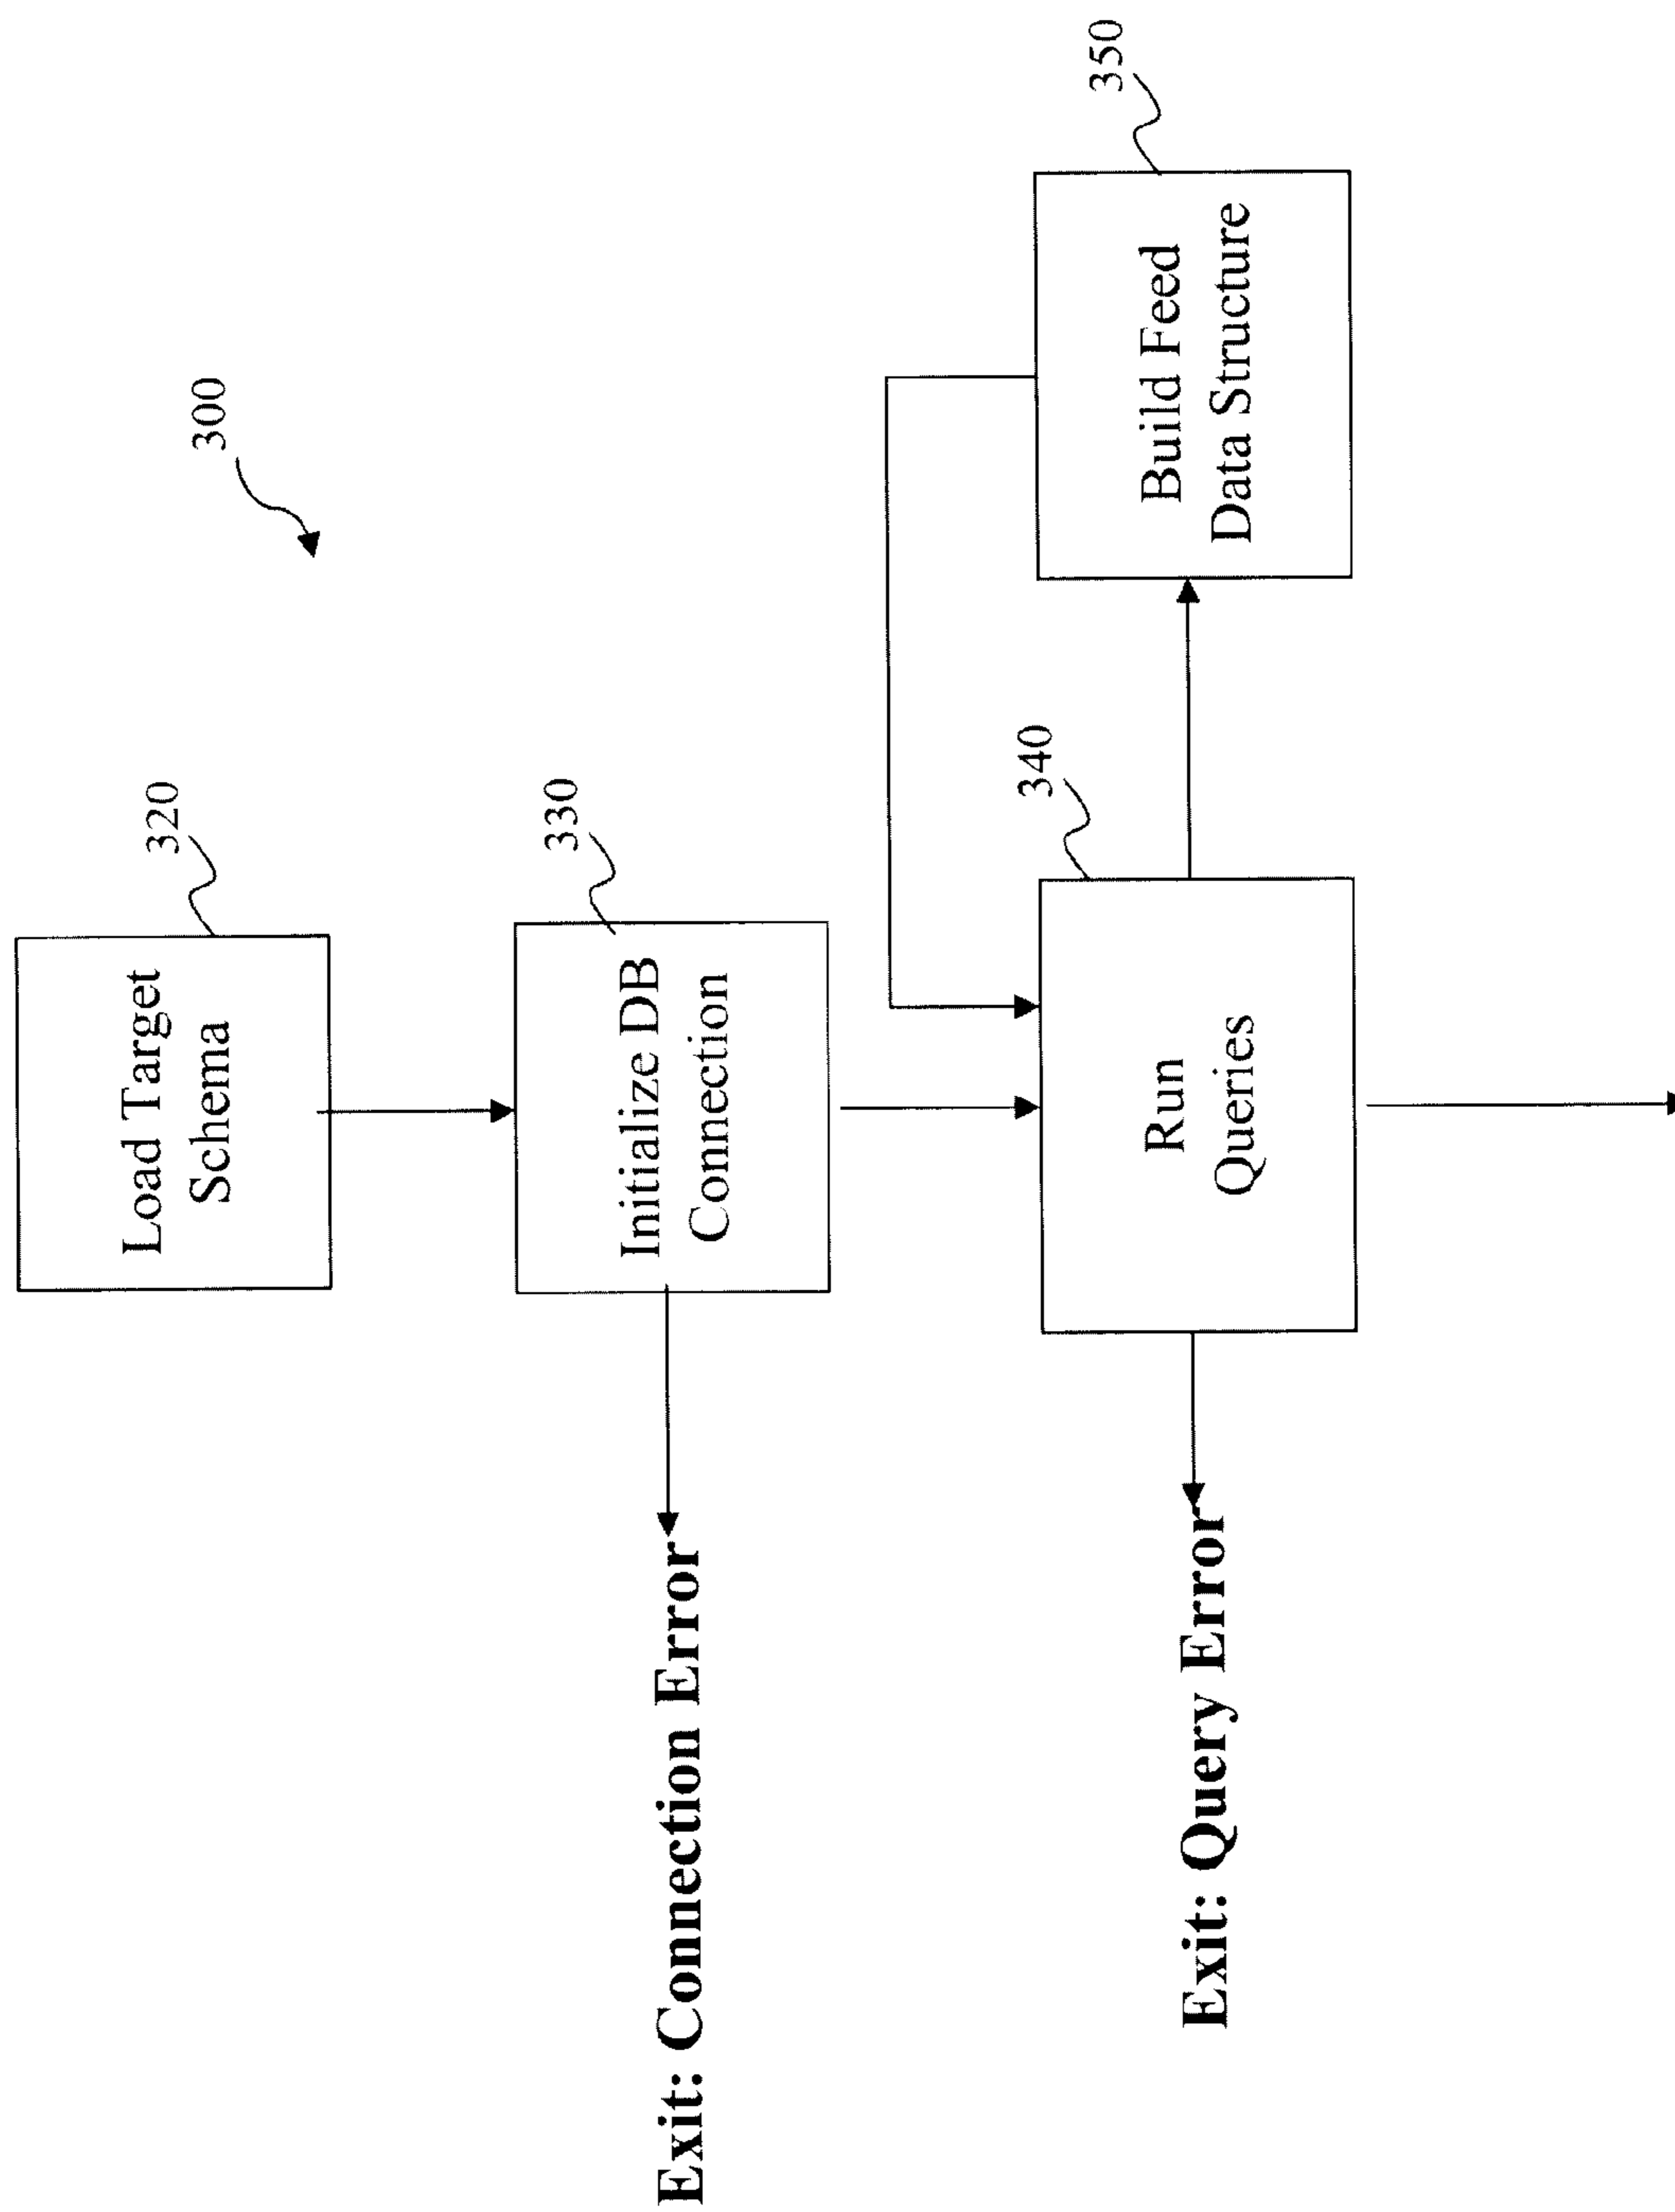 300
320
Load Target
Schema
330
Initialize DB
Connection
Exit: Connection Error
340
Run
Queries
350
Build Feed
Data Structure
Exit: Query Error